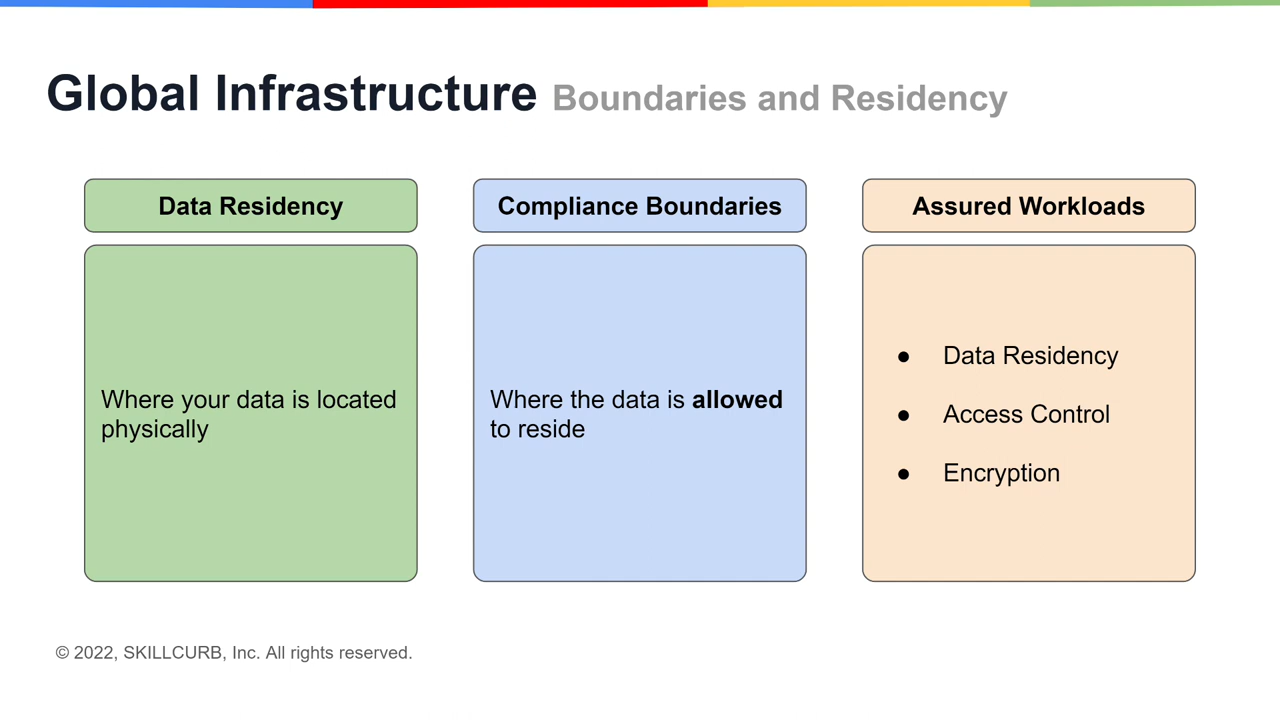 Global Infrastructure Boundaries and Residency
Data Residency
Where your data is located
physically
Compliance Boundaries
Where the data is allowed
to reside
Assured Workloads
● Data Residency
● Access Control
● Encryption
© 2022, SKILLCURB, Inc. All rights reserved.